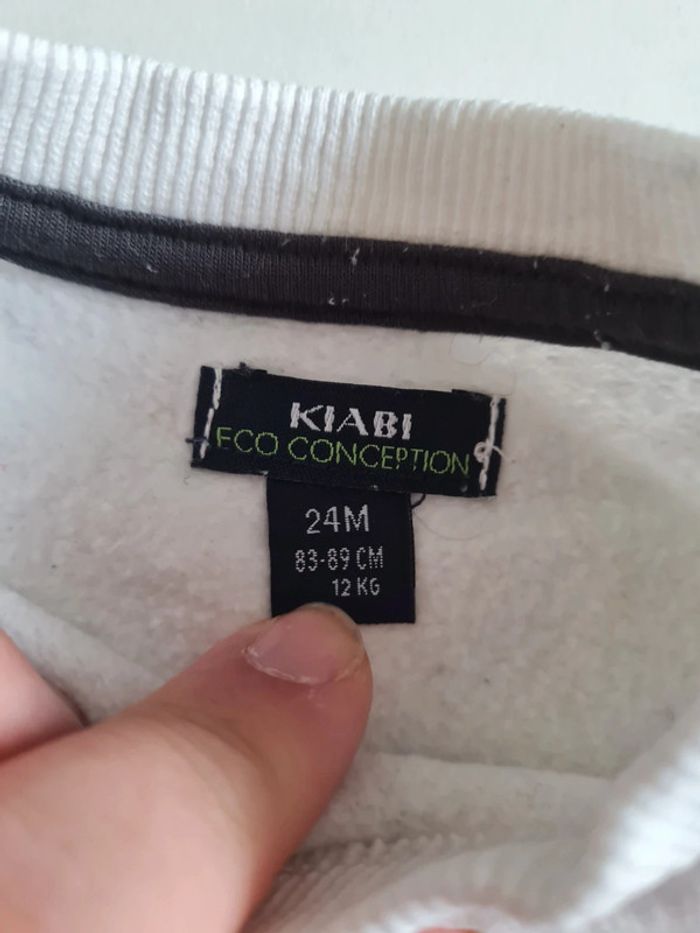 KIABI
ECO CONCEPTION
24M
83-89 CM
12 KG